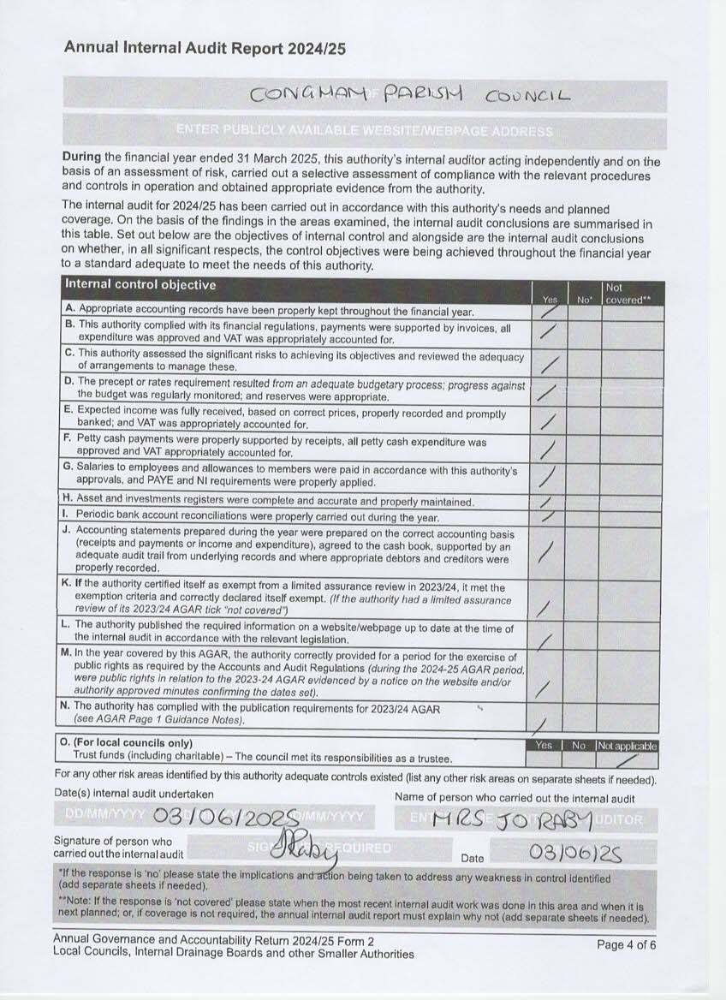 Annual Internal Audit Report 2024/25
CONGHAM PARISH COUNCIL
ENTER PUBLICLY AVAILABLE WEBSITE/WEBPAGE ADDRESS
During the financial year ended 31 March 2025, this authority's internal auditor acting independently and on the
basis of an assessment of risk, carried out a selective assessment of compliance with the relevant procedures
and controls in operation and obtained appropriate evidence from the authority.
The internal audit for 2024/25 has been carried out in accordance with this authority's needs and planned
coverage. On the basis of the findings in the areas examined, the internal audit conclusions are summarised in
this table. Set out below are the objectives of internal control and alongside are the internal audit conclusions
on whether, in all significant respects, the control objectives were being achieved throughout the financial year
to a standard adequate to meet the needs of this authority.
Internal control objective Yes No* Not
covered**
A. Appropriate accounting records have been properly kept throughout the financial year.
B. This authority complied with its financial regulations, payments were supported by invoices, all
expenditure was approved and VAT was appropriately accounted for.
C. This authority assessed the significant risks to achieving its objectives and reviewed the adequacy
of arrangements to manage these.
D. The precept or rates requirement resulted from an adequate budgetary process; progress against
the budget was regularly monitored; and reserves were appropriate.
E. Expected income was fully received, based on correct prices, properly recorded and promptly
banked; and VAT was appropriately accounted for.
F. Petty cash payments were properly supported by receipts, all petty cash expenditure was
approved and VAT appropriately accounted for.
G. Salaries to employees and allowances to members were paid in accordance with this authority's
approvals, and PAYE and NI requirements were properly applied.
H. Asset and investments registers were complete and accurate and properly maintained.
I. Periodic bank account reconciliations were properly carried out during the year.
J. Accounting statements prepared during the year were prepared on the correct accounting basis
(receipts and payments or income and expenditure), agreed to the cash book, supported by an
adequate audit trail from underlying records and where appropriate debtors and creditors were
properly recorded.
K. If the authority certified itself as exempt from a limited assurance review in 2023/24, it met the
exemption criteria and correctly declared itself exempt. (If the authority had a limited assurance
review of its 2023/24 AGAR tick "not covered")
L. The authority published the required information on a website/webpage up to date at the time of
the internal audit in accordance with the relevant legislation.
M. In the year covered by this AGAR, the authority correctly provided for a period for the exercise of
public rights as required by the Accounts and Audit Regulations (during the 2024-25 AGAR period,
were public rights in relation to the 2023-24 AGAR evidenced by a notice on the website and/or
authority approved minutes confirming the dates set).
N. The authority has complied with the publication requirements for 2023/24 AGAR
(see AGAR Page 1 Guidance Notes).
O. (For local councils only) Yes No Not applicable
Trust funds (including charitable) – The council met its responsibilities as a trustee.
For any other risk areas identified by this authority adequate controls existed (list any other risk areas on separate sheets if needed).
Date(s) internal audit undertaken Name of person who carried out the internal audit
DD/MM/YYYY 03/06/2025 DD/MM/YYYY MRS JO RABY AUDITOR
Signature of person who
carried out the internal audit JRaby REQUIRED Date 03/06/25
*If the response is 'no' please state the implications and action being taken to address any weakness in control identified
(add separate sheets if needed).
**Note: If the response is 'not covered' please state when the most recent internal audit work was done in this area and when it is
next planned; or, if coverage is not required, the annual internal audit report must explain why not (add separate sheets if needed).
Annual Governance and Accountability Return 2024/25 Form 2 Page 4 of 6
Local Councils, Internal Drainage Boards and other Smaller Authorities